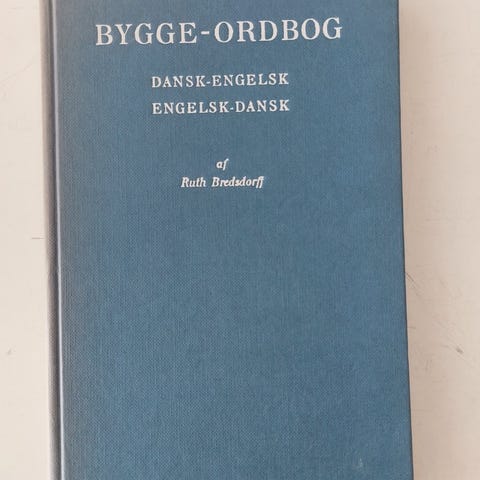 BYGGE-ORDBOG
DANSK-ENGELSK
ENGELSK-DANSK
af
Ruth Bredsdorff